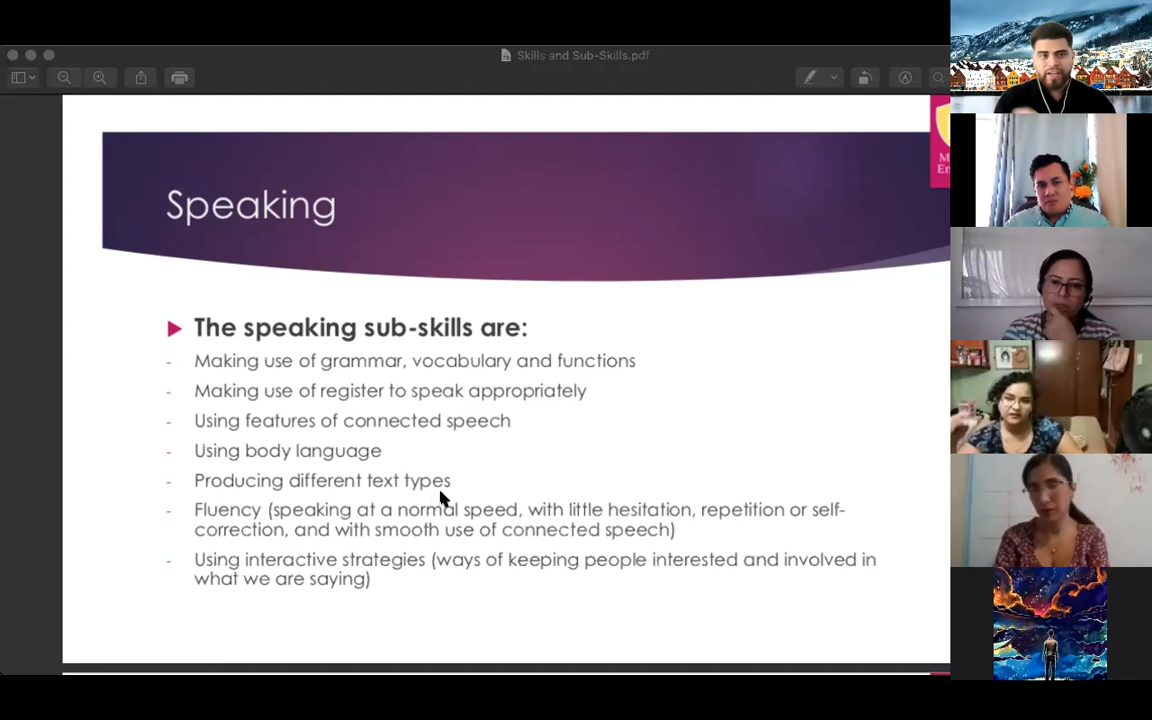 Skills and Sub-Skills.pdf
Speaking
The speaking sub-skills are:
- Making use of grammar, vocabulary and functions
- Making use of register to speak appropriately
- Using features of connected speech
- Using body language
- Producing different text types
- Fluency (speaking at a normal speed, with little hesitation, repetition or self-
correction, and with smooth use of connected speech)
- Using interactive strategies (ways of keeping people interested and involved in
what we are saying)